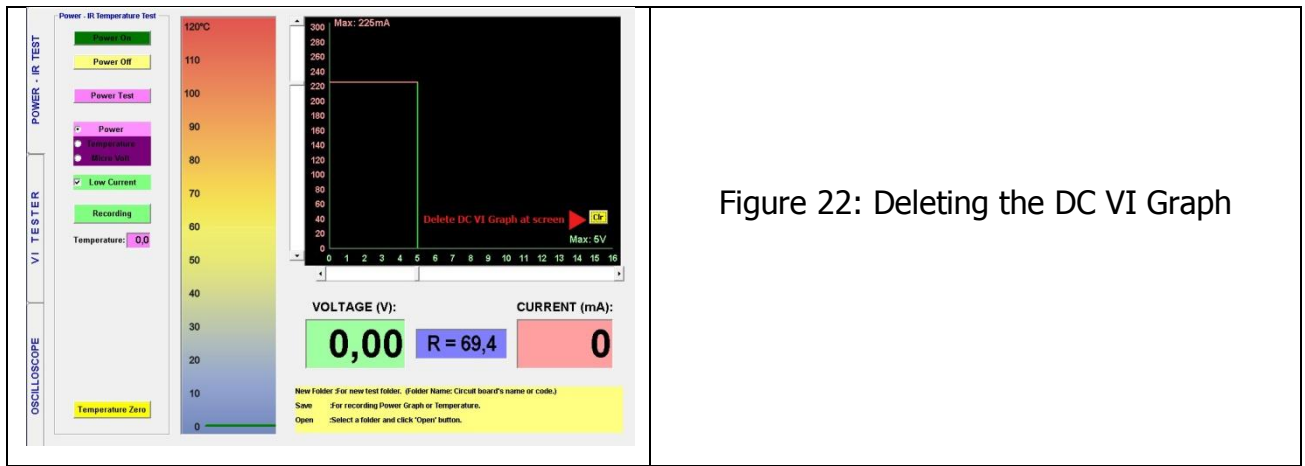 POWER - IR TEST
VI TESTER
OSCILLOSCOPE
Power - IR Temperature Test
Power On
Power Off
Power Test
Power
Temperature
Micro Volt
Low Current
Recording
Temperature: 0,0
Temperature Zero
120ºC
110
100
90
80
70
60
50
40
30
20
10
0
Max: 225mA
300
280
260
240
220
200
180
160
140
120
100
80
60
40
20
0
Delete DC VI Graph at screen
Clr
Max: 5V
0 1 2 3 4 5 6 7 8 9 10 11 12 13 14 15 16
VOLTAGE (V):
CURRENT (mA):
0,00
R = 69,4
0
New Folder :For new test folder. (Folder Name: Circuit board's name or code.)
Save :For recording Power Graph or Temperature.
Open :Select a folder and click 'Open' button.
Figure 22: Deleting the DC VI Graph